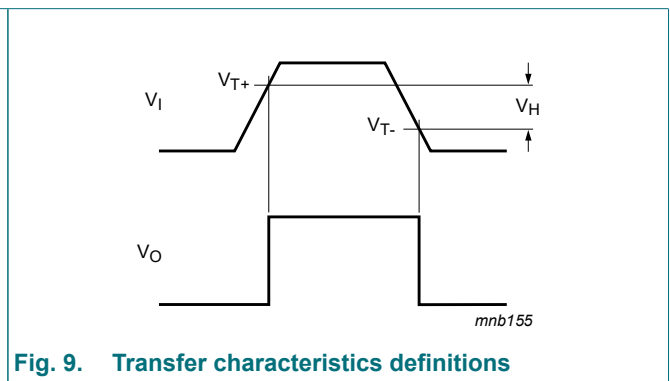 VT+
VI
VH
VT-
VO
mnb155
Fig. 9. Transfer characteristics definitions